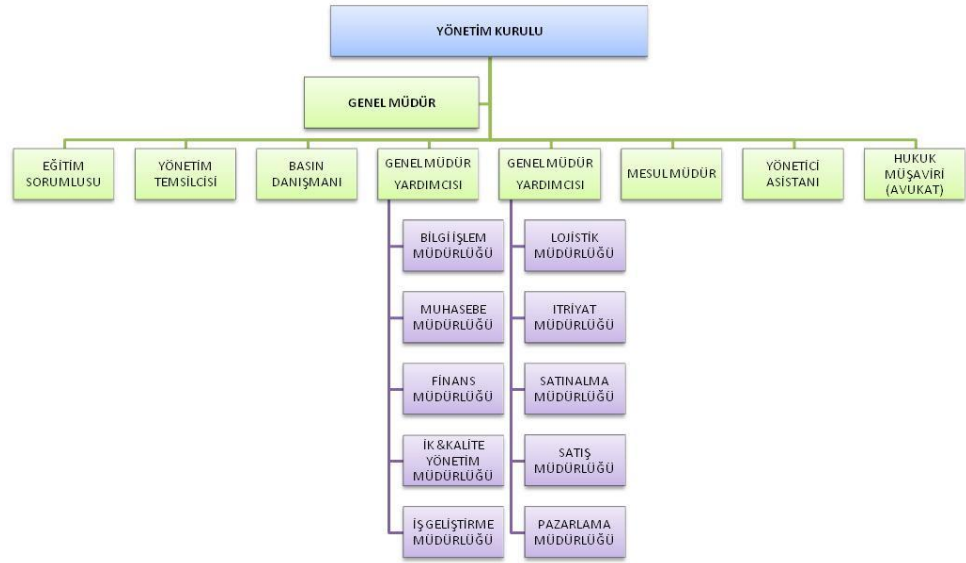 YÖNETİM KURULU
GENEL MÜDÜR
EĞİTİM
SORUMLUSU
YÖNETİM
TEMSİLCİSİ
BASIN
DANIŞMANI
GENEL MÜDÜR
YARDIMCISI
GENEL MÜDÜR
YARDIMCISI
MESUL MÜDÜR
YÖNETİCİ
ASİSTANI
HUKUK
MÜŞAVİRİ
(AVUKAT)
BİLGİ İŞLEM
MÜDÜRLÜĞÜ
MUHASEBE
MÜDÜRLÜĞÜ
FİNANS
MÜDÜRLÜĞÜ
İK &KALİTE
YÖNETİM
MÜDÜRLÜĞÜ
İŞ GELİŞTİRME
MÜDÜRLÜĞÜ
LOJİSTİK
MÜDÜRLÜĞÜ
ITRİYAT
MÜDÜRLÜĞÜ
SATINALMA
MÜDÜRLÜĞÜ
SATIŞ
MÜDÜRLÜĞÜ
PAZARLAMA
MÜDÜRLÜĞÜ